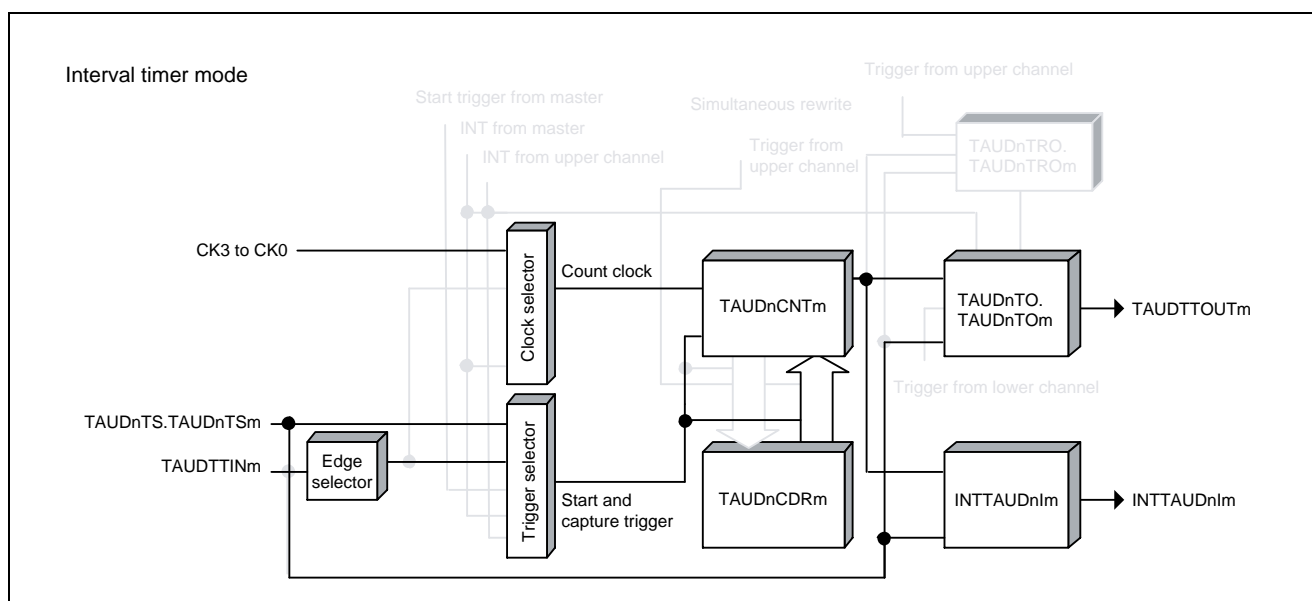 Interval timer mode
Trigger from upper channel
Start trigger from master
Simultaneous rewrite
INT from master
Trigger from
upper channel
INT from upper channel
TAUDnTRO.
TAUDnTROm
CK3 to CK0
Clock selector
Count clock
TAUDnCNTm
TAUDnTO.
TAUDnTOm
TAUDTTOUTm
Trigger from lower channel
TAUDnTS.TAUDnTSm
TAUDTTINm
Edge
selector
Trigger selector
Start and
capture trigger
TAUDnCDRm
INTTAUDnIm
INTTAUDnIm